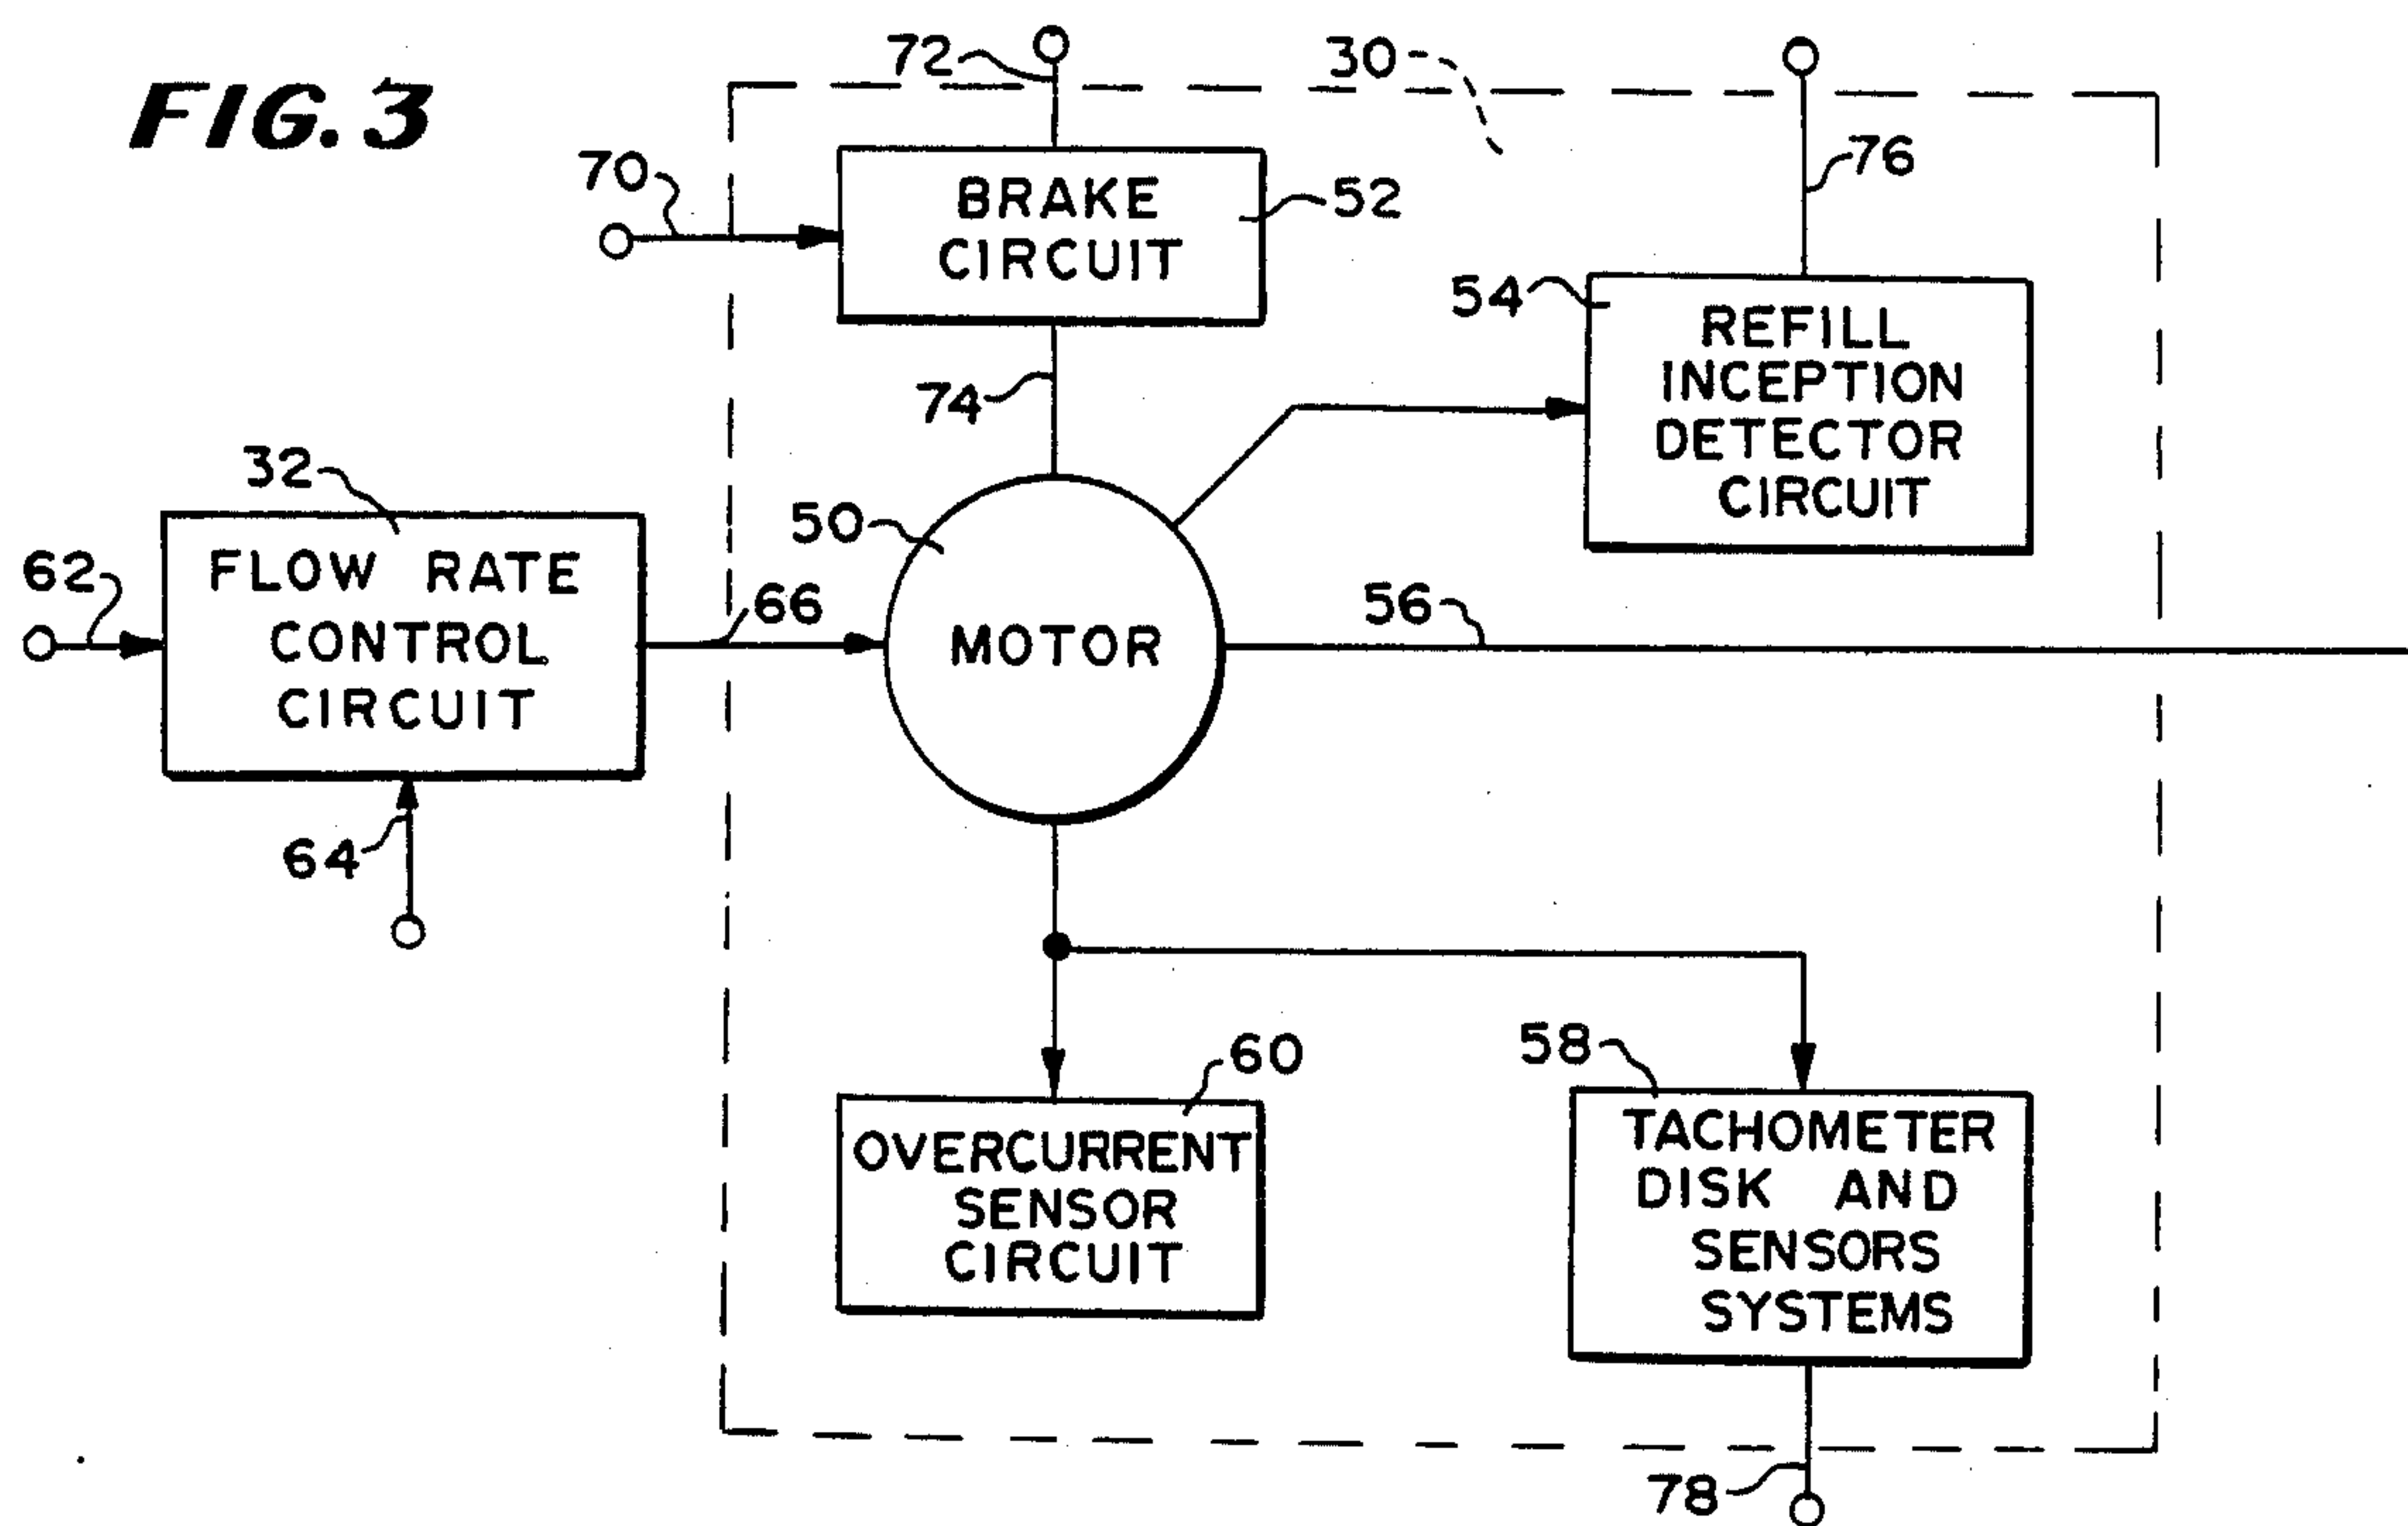 FIG. 3
72
30
70
76
BRAKE
CIRCUIT
52
54
REFILL
INCEPTION
DETECTOR
CIRCUIT
74
32
50
56
62
FLOW RATE
CONTROL
CIRCUIT
66
MOTOR
64
60
58
OVERCURRENT
SENSOR
CIRCUIT
TACHOMETER
DISK AND
SENSORS
SYSTEMS
78